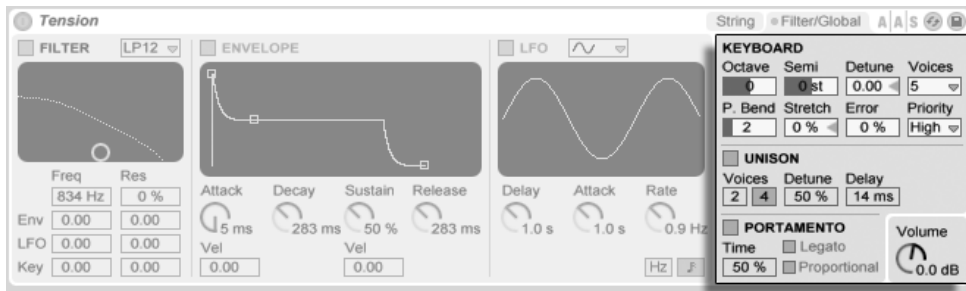 Tension
String Filter/Global A A S
FILTER LP12
Freq Res
834 Hz 0 %
Env 0.00 0.00
LFO 0.00 0.00
Key 0.00 0.00
ENVELOPE
Attack Decay Sustain Release
5 ms 283 ms 50 % 283 ms
Vel Vel
0.00 0.00
LFO
Delay Attack Rate
1.0 s 1.0 s 0.9 Hz
Hz
KEYBOARD
Octave Semi Detune Voices
0 0 st 0.00 5
P. Bend Stretch Error Priority
2 0 % 0 % High
UNISON
Voices Detune Delay
2 4 50 % 14 ms
PORTAMENTO
Time Legato
50 % Proportional
Volume
0.0 dB